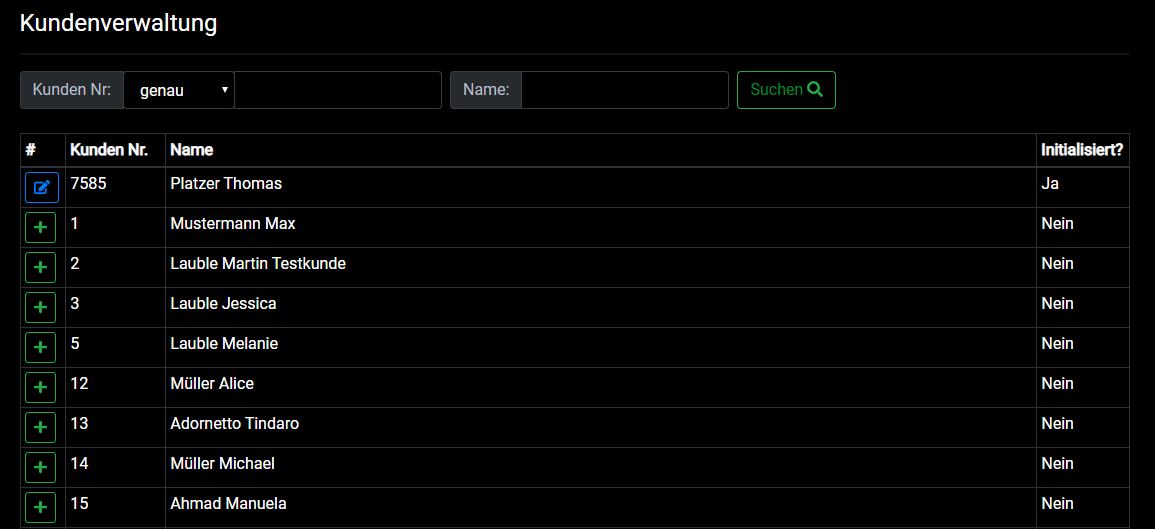 Kundenverwaltung
Kunden Nr: genau Name: Suchen
# Kunden Nr. Name Initialisiert?
7585 Platzer Thomas Ja
1 Mustermann Max Nein
2 Lauble Martin Testkunde Nein
3 Lauble Jessica Nein
5 Lauble Melanie Nein
12 Müller Alice Nein
13 Adornetto Tindaro Nein
14 Müller Michael Nein
15 Ahmad Manuela Nein